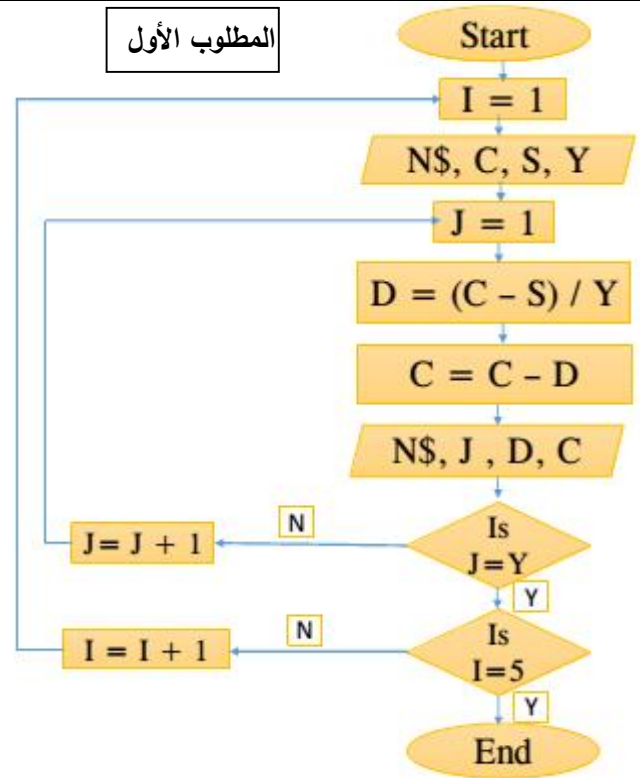 المطلوب الأول
Start
I = 1
N$, C, S, Y
J = 1
D = (C – S) / Y
C = C – D
N$, J , D, C
Is
J=Y
N
J= J + 1
Y
Is
I=5
N
I = I + 1
Y
End